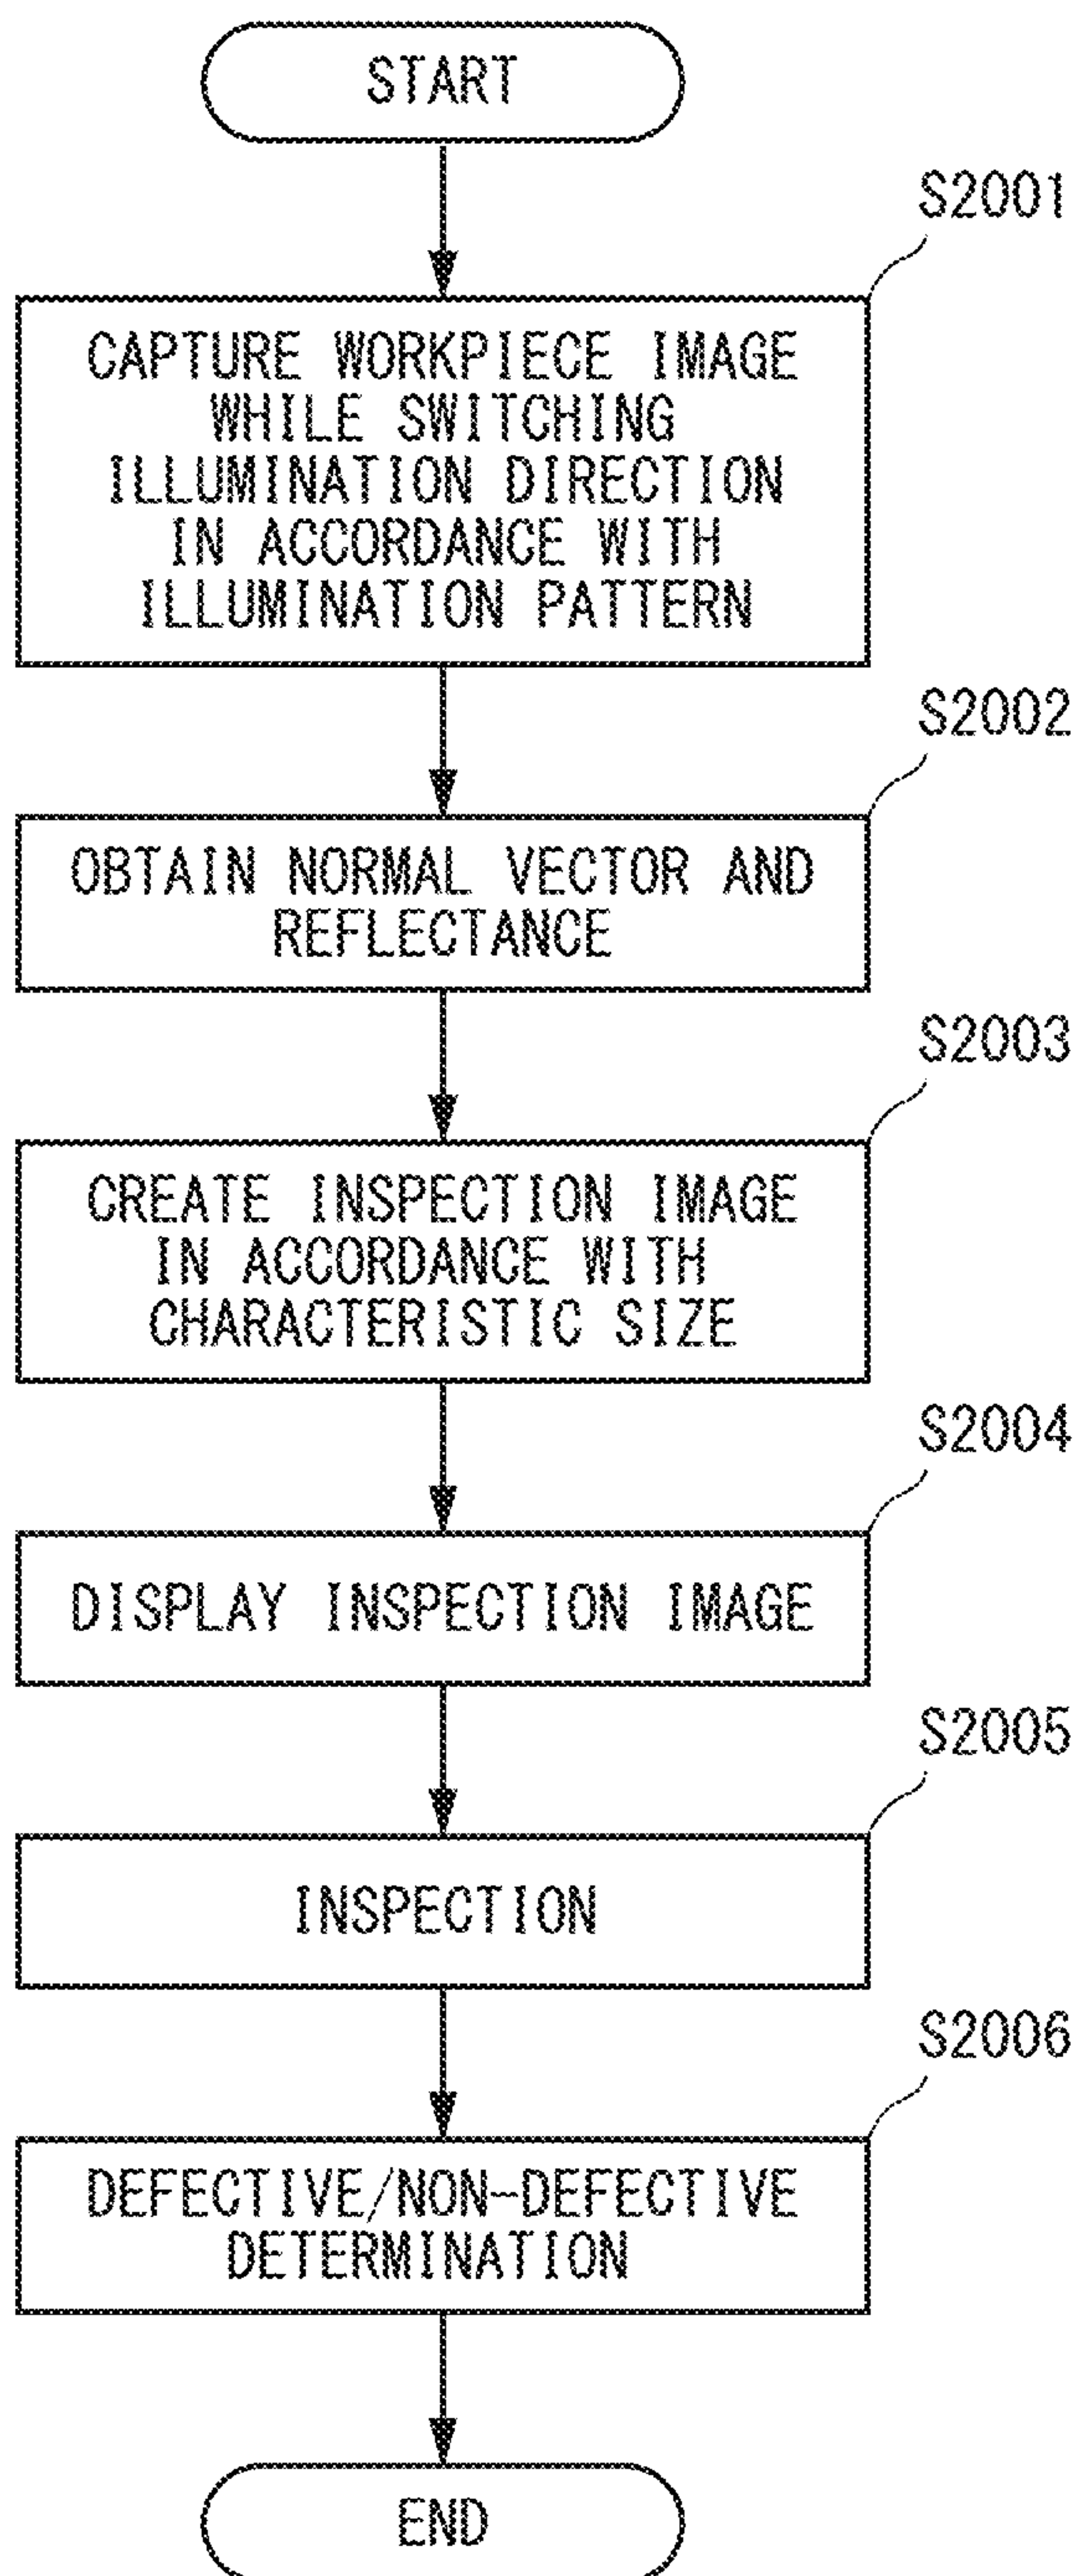 START
S2001
CAPTURE WORKPIECE IMAGE
WHILE SWITCHING
ILLUMINATION DIRECTION
IN ACCORDANCE WITH
ILLUMINATION PATTERN
S2002
OBTAIN NORMAL VECTOR AND
REFLECTANCE
S2003
CREATE INSPECTION IMAGE
IN ACCORDANCE WITH
CHARACTERISTIC SIZE
S2004
DISPLAY INSPECTION IMAGE
S2005
INSPECTION
S2006
DEFECTIVE/NON-DEFECTIVE
DETERMINATION
END